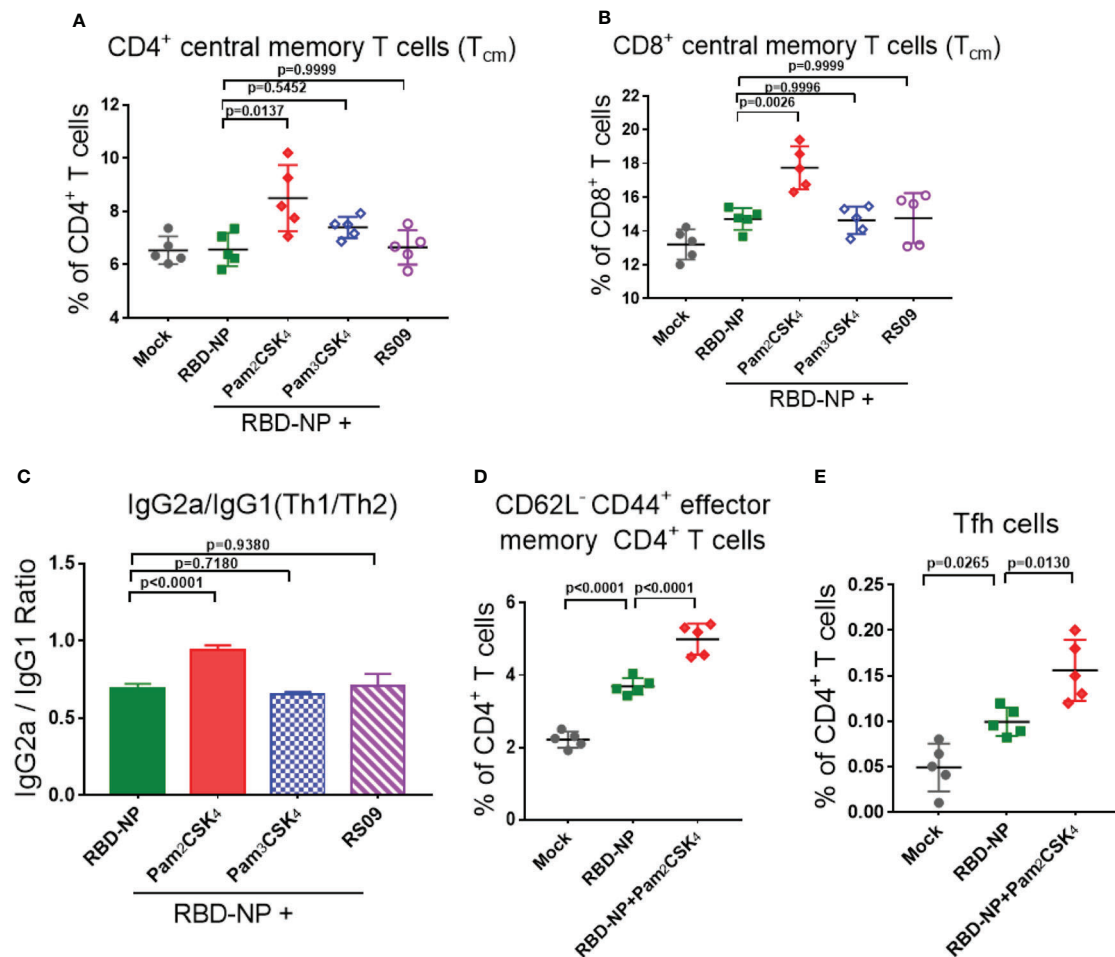 A
CD4⁺ central memory T cells (Tcm)
p=0.9999
p=0.5452
p=0.0137
12
10
8
6
4
% of CD4⁺ T cells
Mock
RBD-NP
Pam2CSK4
Pam3CSK4
RS09
RBD-NP +
B
CD8⁺ central memory T cells (Tcm)
p=0.9999
p=0.9996
p=0.0026
22
20
18
16
14
12
10
% of CD8⁺ T cells
Mock
RBD-NP
Pam2CSK4
Pam3CSK4
RS09
RBD-NP +
C
IgG2a/IgG1(Th1/Th2)
p=0.9380
p=0.7180
p<0.0001
1.5
1.0
0.5
0.0
IgG2a / IgG1 Ratio
RBD-NP
Pam2CSK4
Pam3CSK4
RS09
RBD-NP +
D
CD62L⁻ CD44⁺ effector
memory CD4⁺ T cells
p<0.0001
p<0.0001
6
4
2
0
% of CD4⁺ T cells
Mock
RBD-NP
RBD-NP+Pam2CSK4
E
Tfh cells
p=0.0265
p=0.0130
0.25
0.20
0.15
0.10
0.05
0.00
% of CD4⁺ T cells
Mock
RBD-NP
RBD-NP+Pam2CSK4